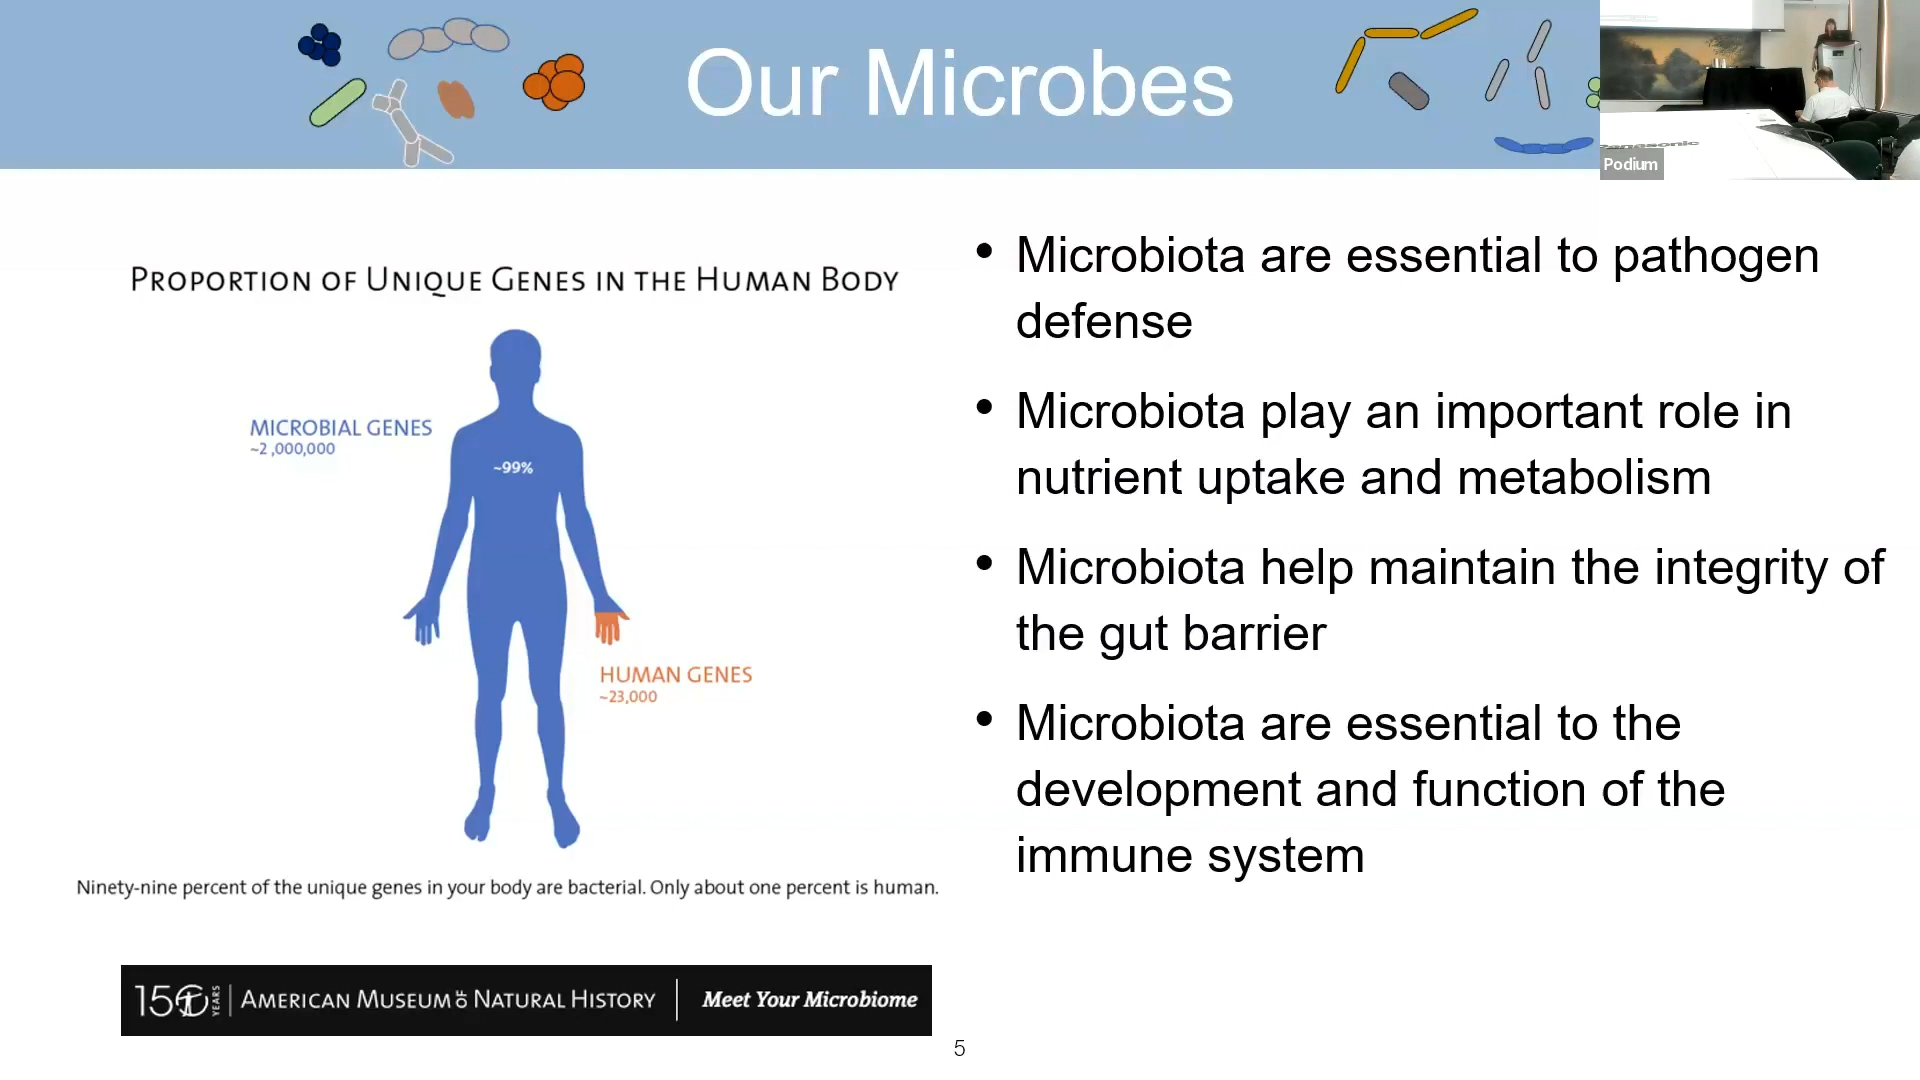 Our Microbes
Panasonic
Podium
PROPORTION OF UNIQUE GENES IN THE HUMAN BODY
MICROBIAL GENES
~2,000,000
~99%
HUMAN GENES
~23,000
Ninety-nine percent of the unique genes in your body are bacterial. Only about one percent is human.
150 YEARS | AMERICAN MUSEUM OF NATURAL HISTORY | Meet Your Microbiome
• Microbiota are essential to pathogen
defense
• Microbiota play an important role in
nutrient uptake and metabolism
• Microbiota help maintain the integrity of
the gut barrier
• Microbiota are essential to the
development and function of the
immune system
5